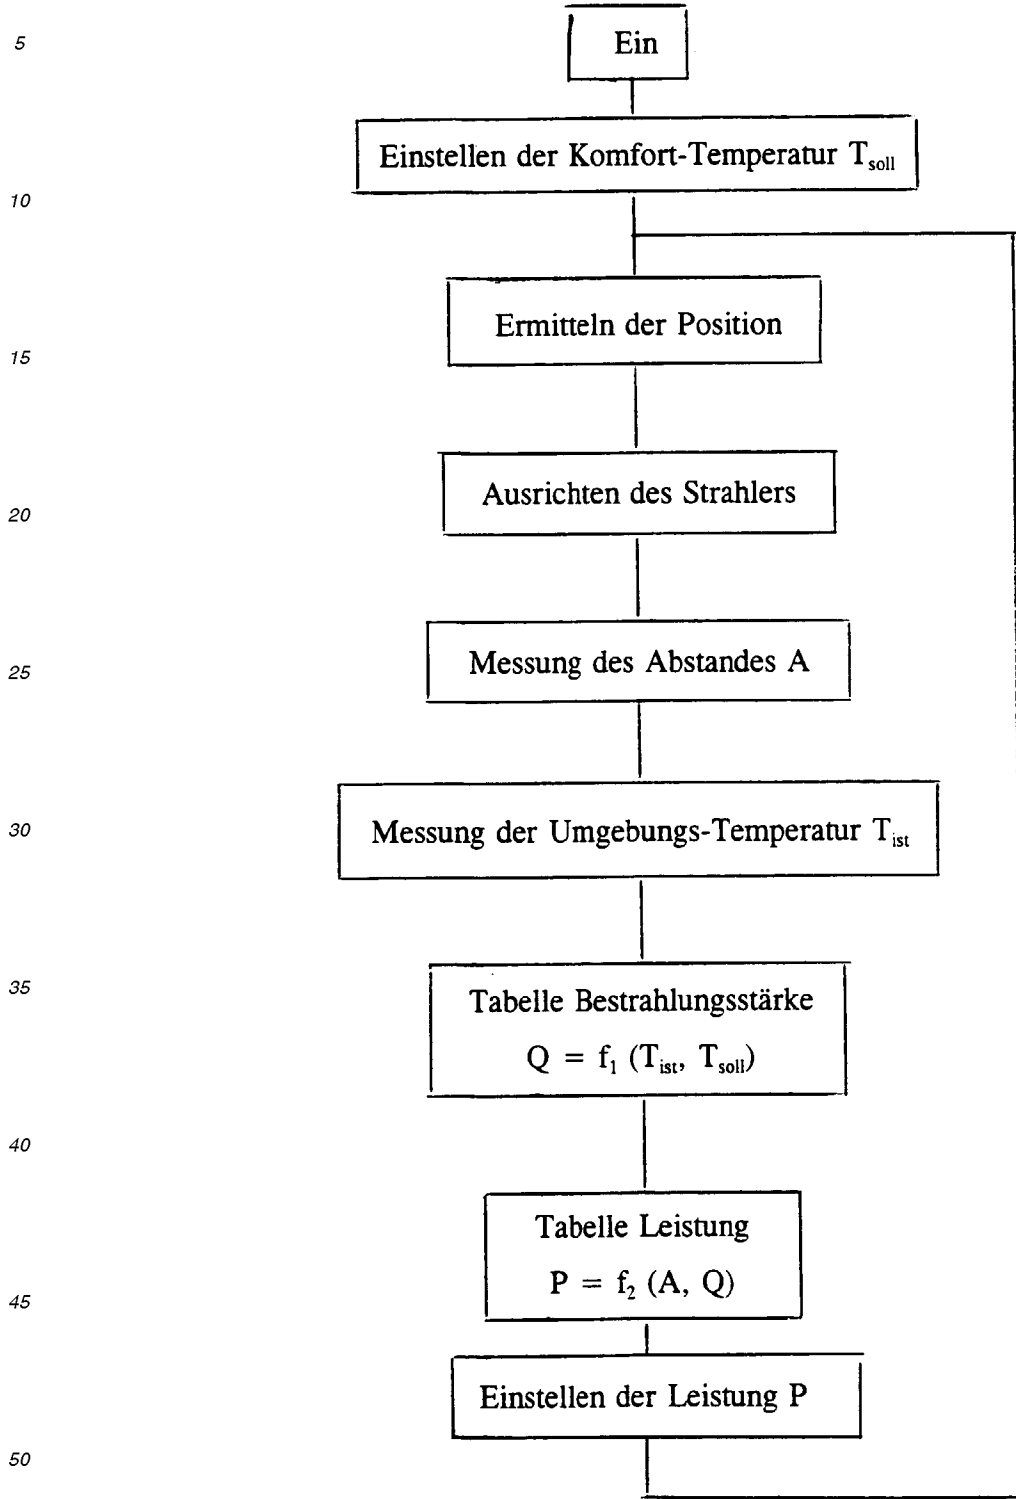 5
Ein
Einstellen der Komfort-Temperatur T_soll
10
Ermitteln der Position
15
Ausrichten des Strahlers
20
Messung des Abstandes A
25
Messung der Umgebungs-Temperatur T_ist
30
Tabelle Bestrahlungsstärke
35
Q = f₁ (T_ist, T_soll)
40
Tabelle Leistung
P = f₂ (A, Q)
45
Einstellen der Leistung P
50